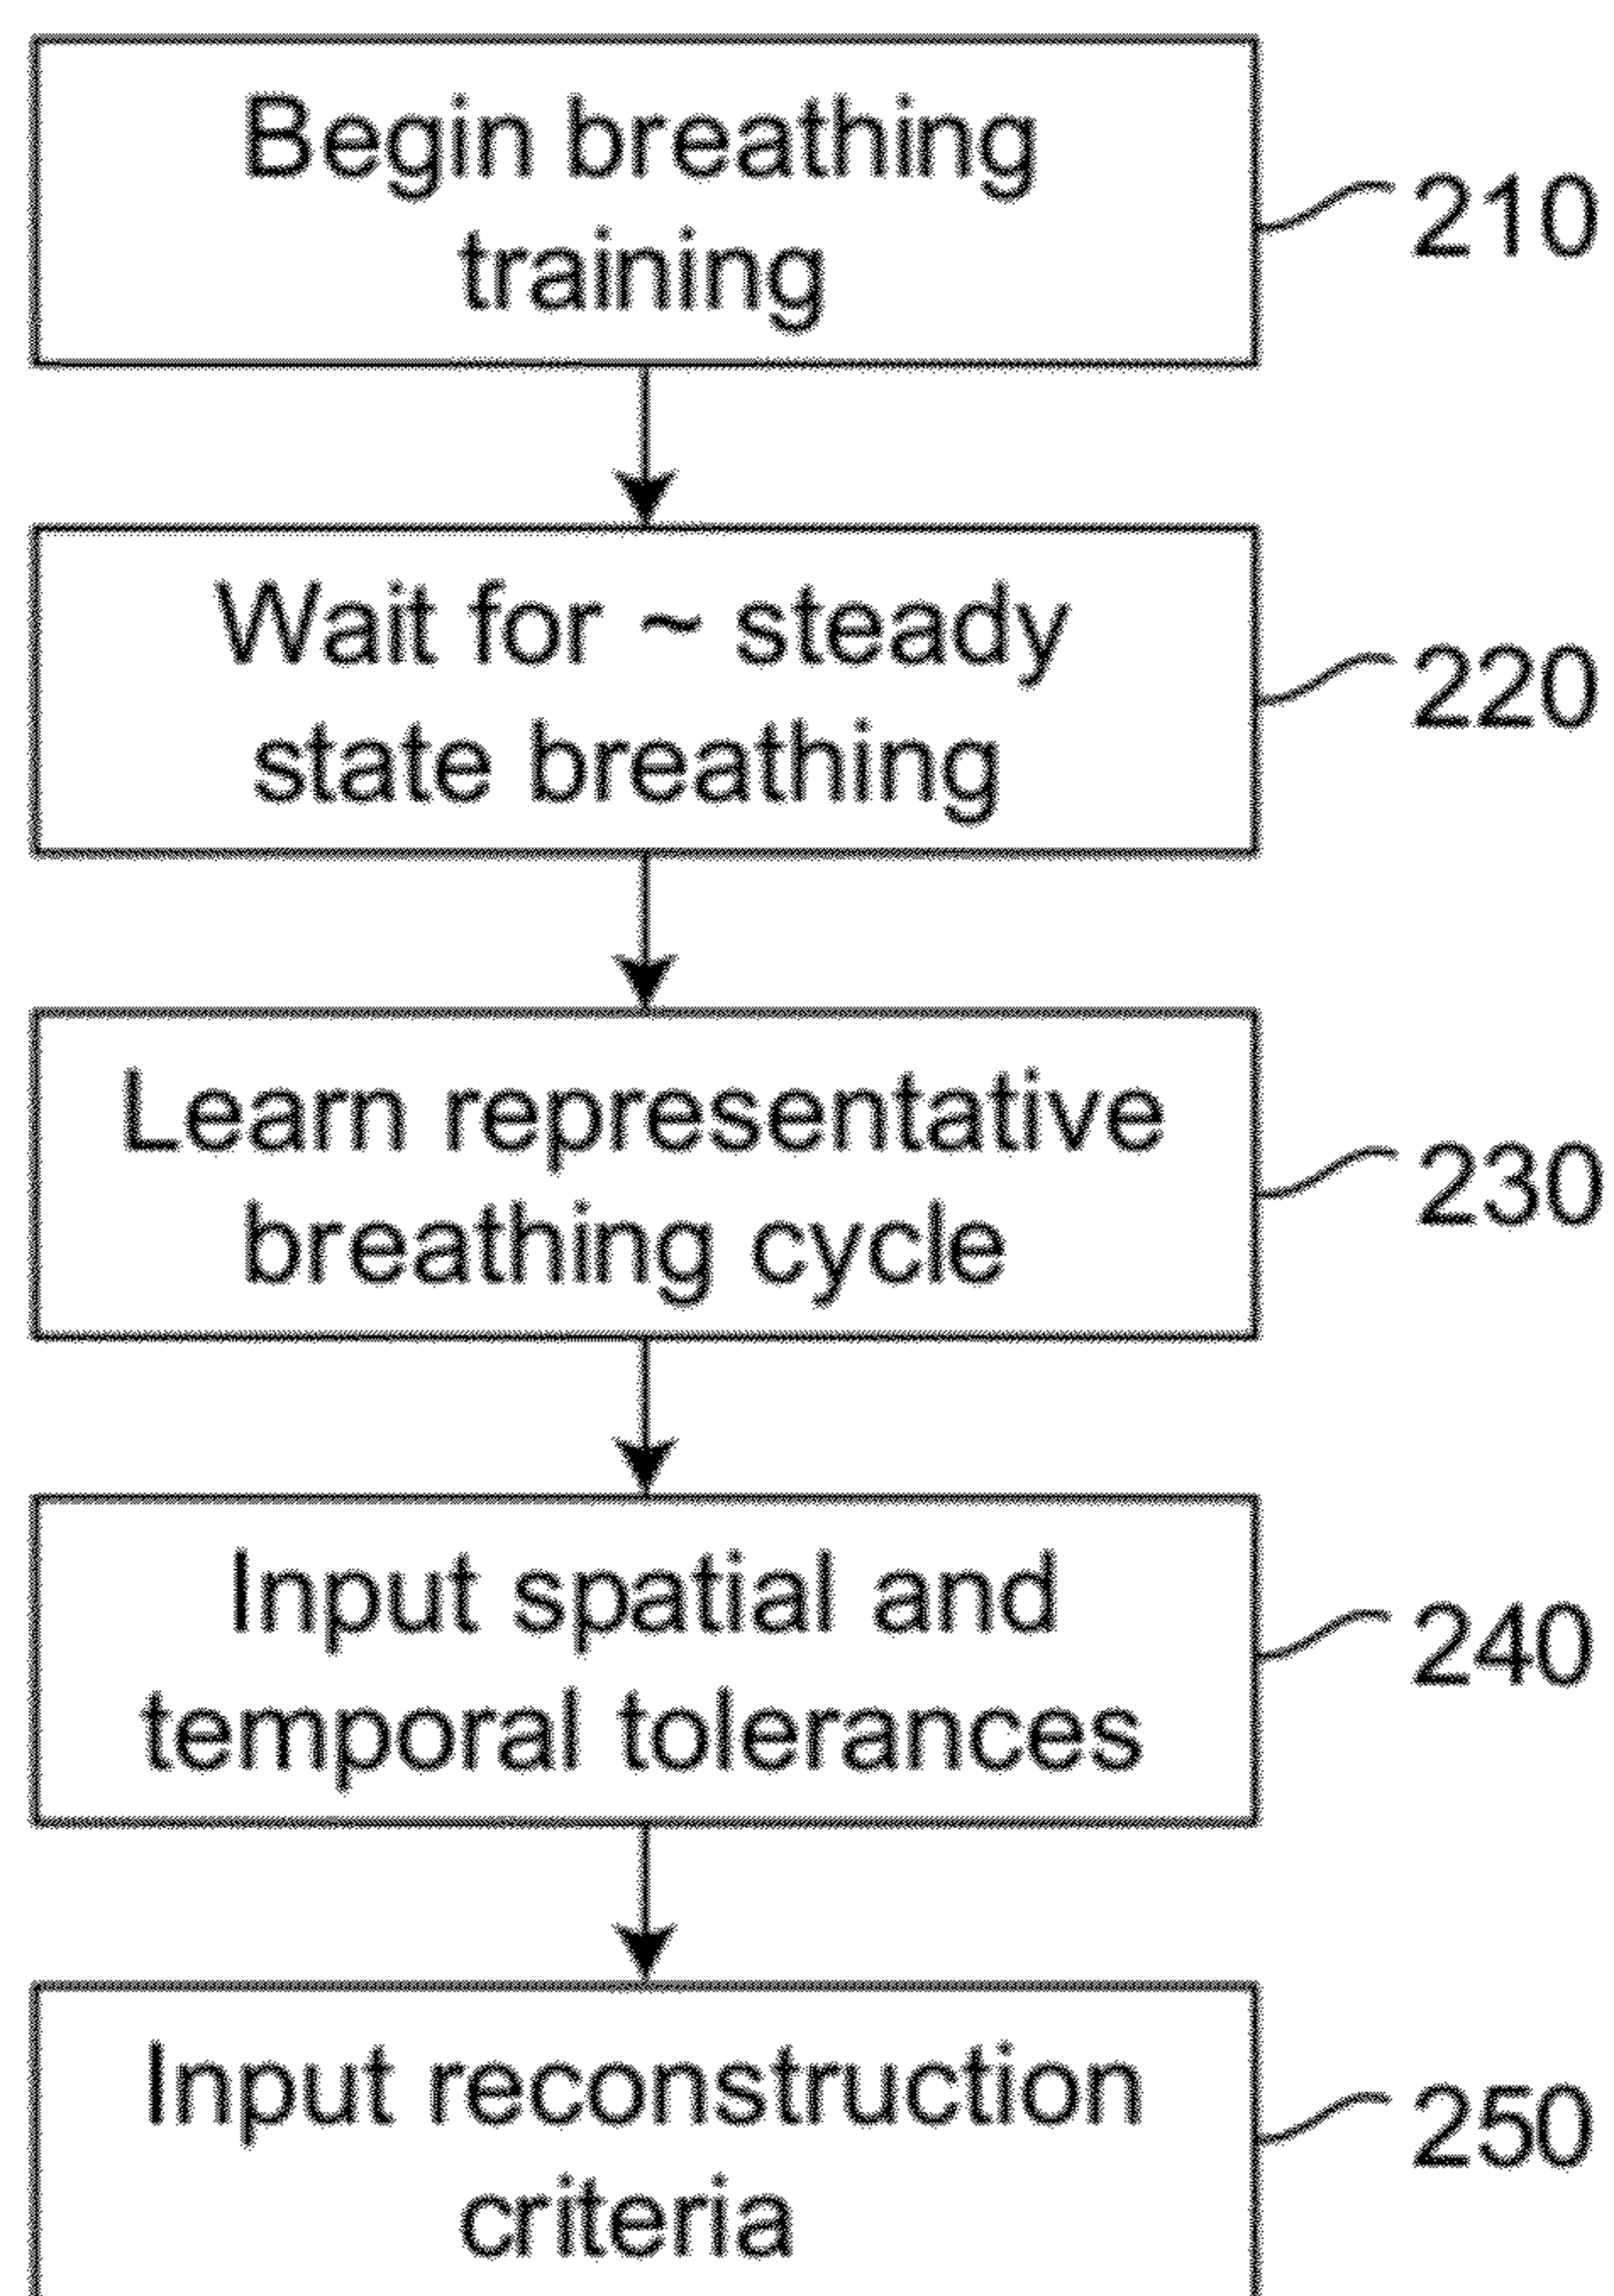 Begin breathing
training
210
Wait for ~ steady
state breathing
220
Learn representative
breathing cycle
230
Input spatial and
temporal tolerances
240
Input reconstruction
criteria
250